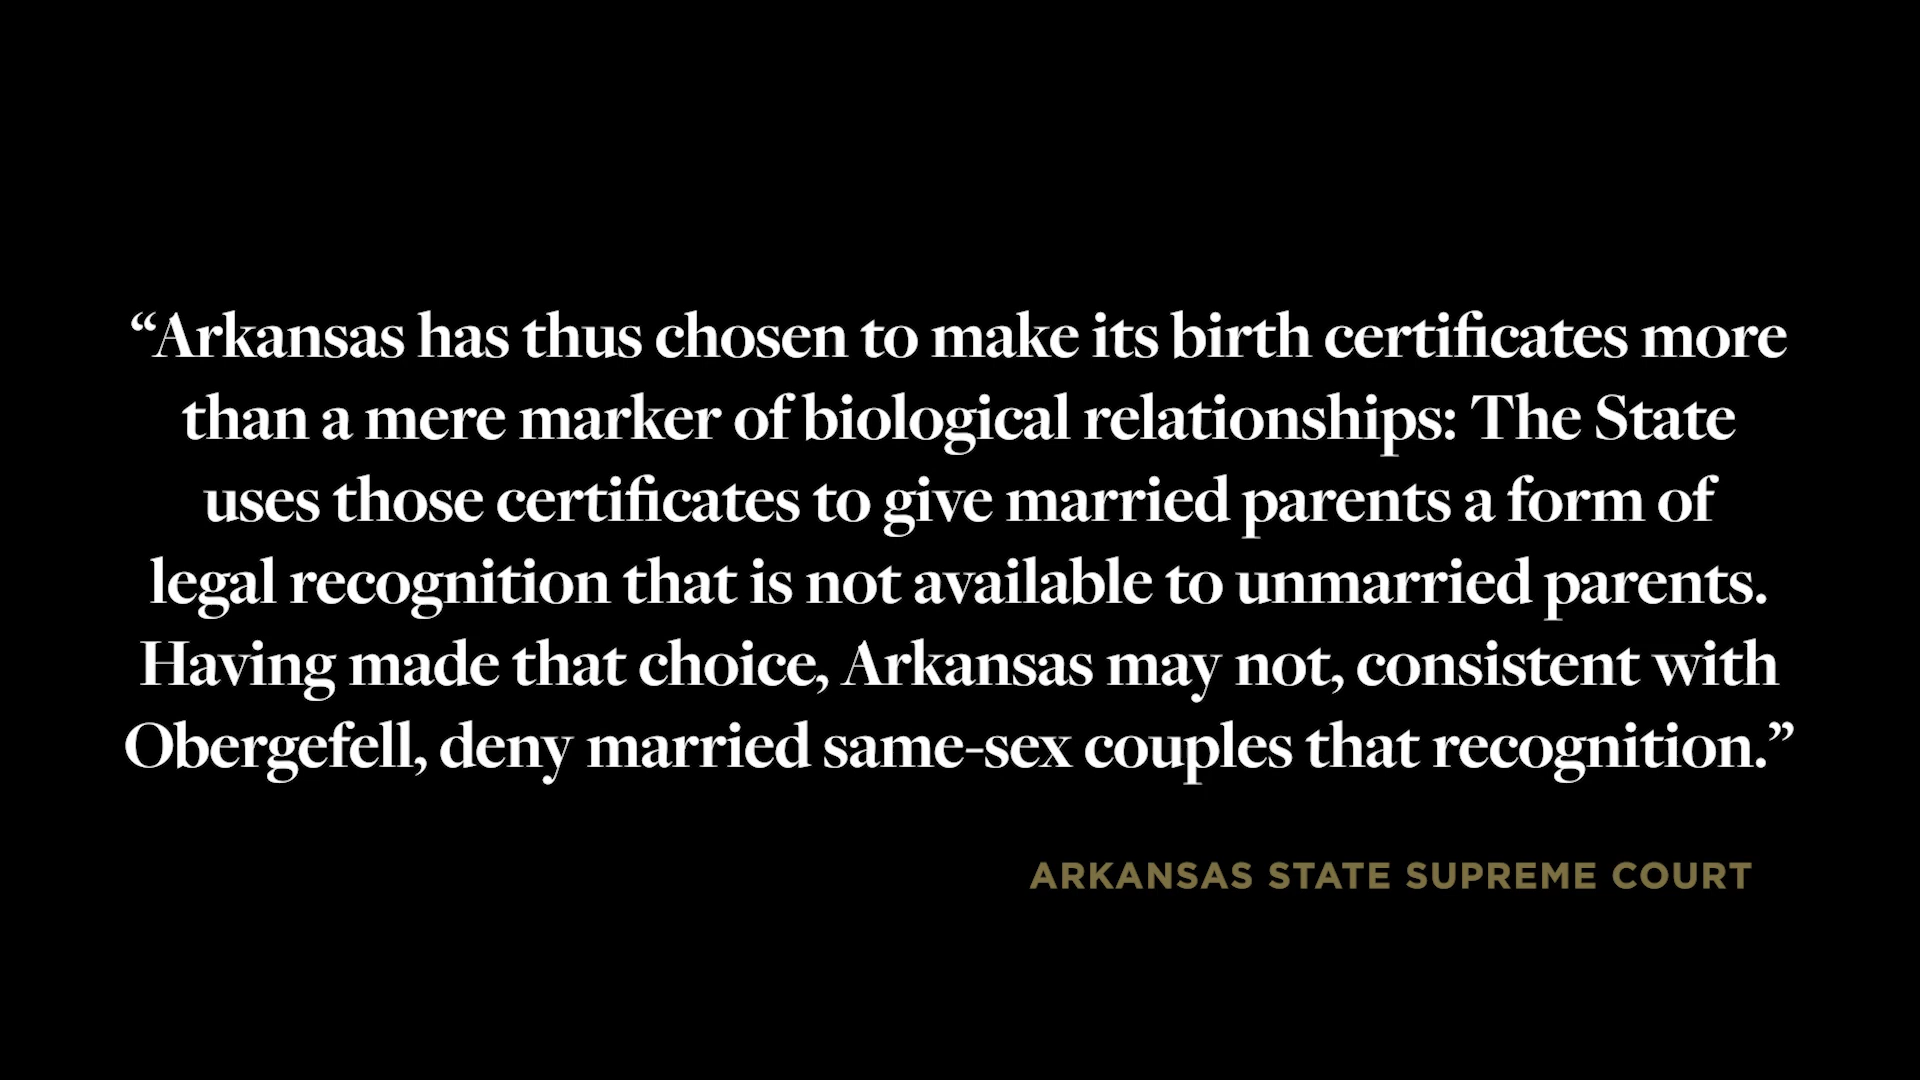 “Arkansas has thus chosen to make its birth certificates more
than a mere marker of biological relationships: The State
uses those certificates to give married parents a form of
legal recognition that is not available to unmarried parents.
Having made that choice, Arkansas may not, consistent with
Obergefell, deny married same-sex couples that recognition.”
ARKANSAS STATE SUPREME COURT